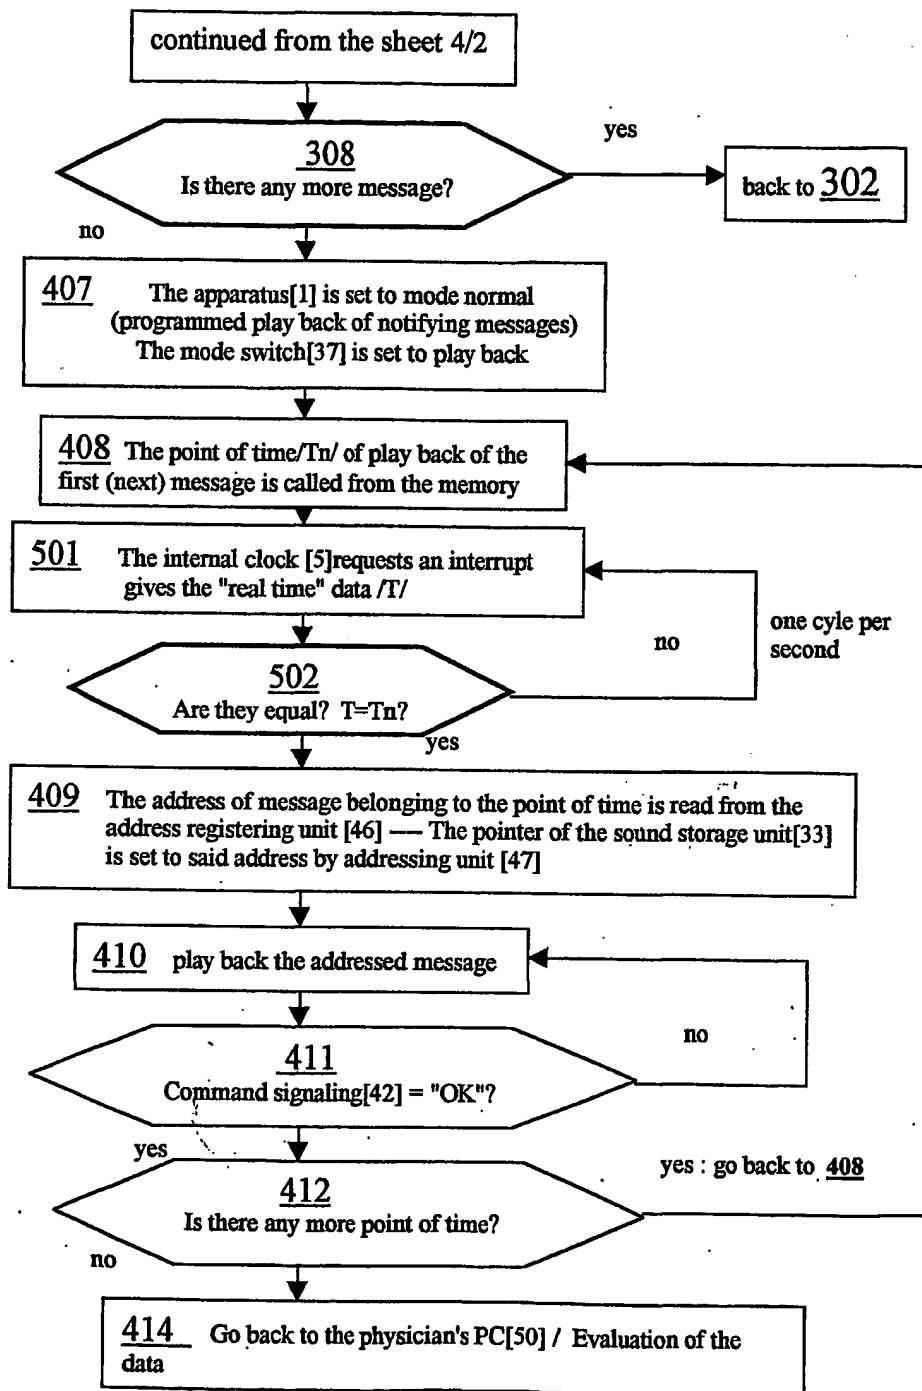 continued from the sheet 4/2
yes
308
Is there any more message?
back to 302
no
407 The apparatus[1] is set to mode normal
(programmed play back of notifying messages)
The mode switch[37] is set to play back
408 The point of time/Tn/ of play back of the
first (next) message is called from the memory
501 The internal clock [5]requests an interrupt
gives the "real time" data /T/
one cyle per
second
no
502
Are they equal? T=Tn?
yes
409 The address of message belonging to the point of time is read from the
address registering unit [46] — The pointer of the sound storage unit[33]
is set to said address by addressing unit [47]
410 play back the addressed message
no
411
Command signaling[42] = "OK"?
yes
yes : go back to 408
412
Is there any more point of time?
no
414 Go back to the physician's PC[50] / Evaluation of the
data